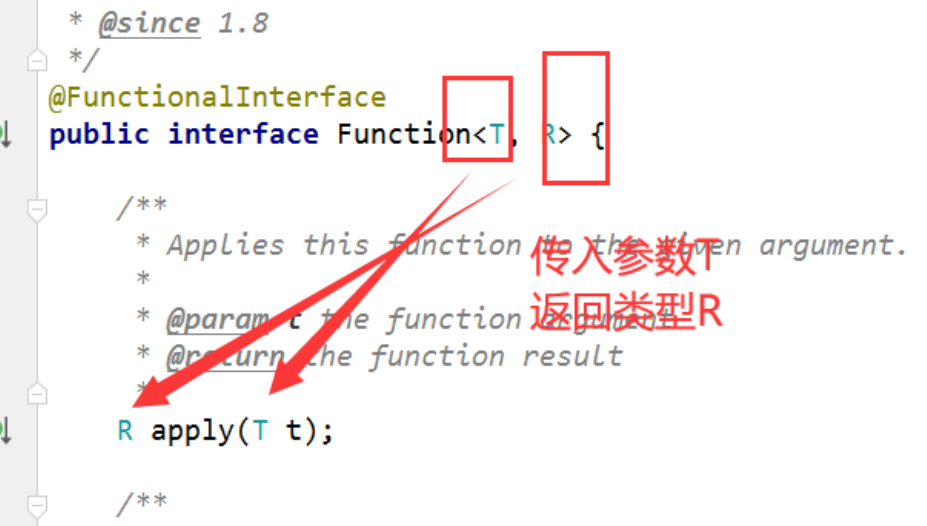 * @since 1.8
*/
@FunctionalInterface
public interface Function<T, R> {
/**
* Applies this function to the given argument.
*
* @param t the function argument
* @return the function result
*
R apply(T t);
/**
传入参数T
返回类型R